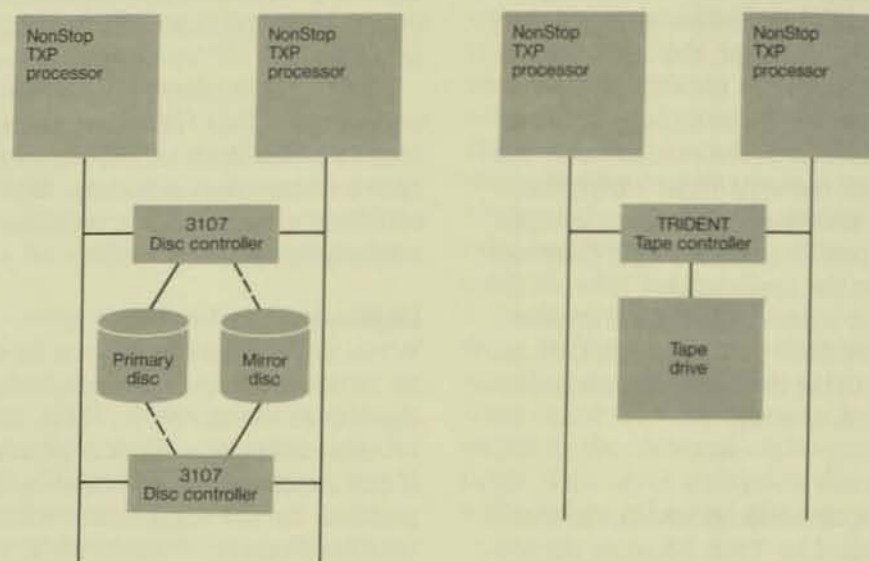 NonStop
TXP
processor
NonStop
TXP
processor
3107
Disc controller
Primary
disc
Mirror
disc
3107
Disc controller
NonStop
TXP
processor
NonStop
TXP
processor
TRIDENT
Tape controller
Tape
drive